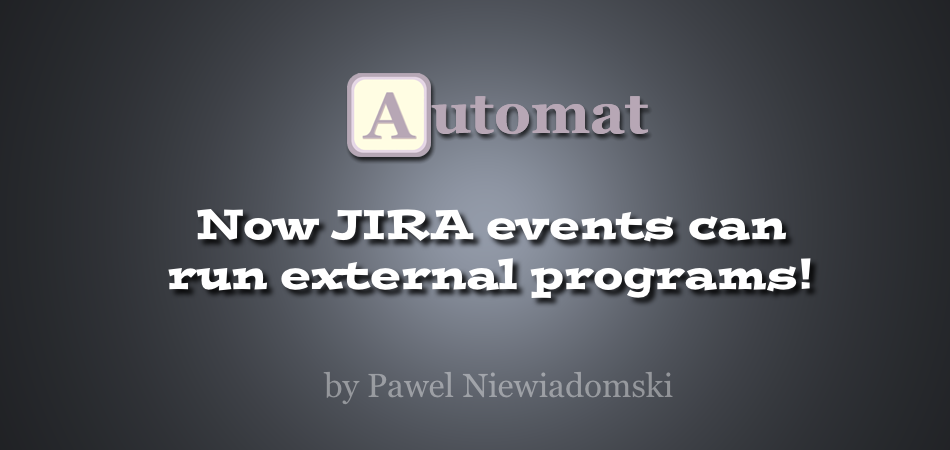 Automat
Now JIRA events can
run external programs!
by Pawel Niewiadomski